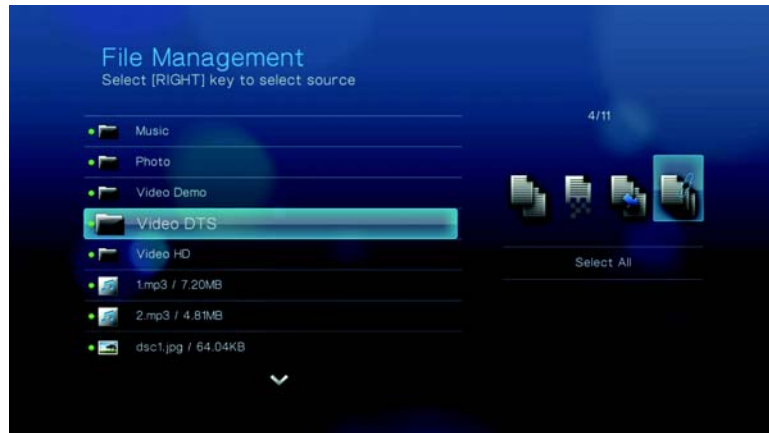 File Management
Select [RIGHT] key to select source
4/11
Music
Photo
Video Demo
Video DTS
Video HD
Select All
1.mp3 / 7.20MB
2.mp3 / 4.81MB
dsc1.jpg / 64.04KB